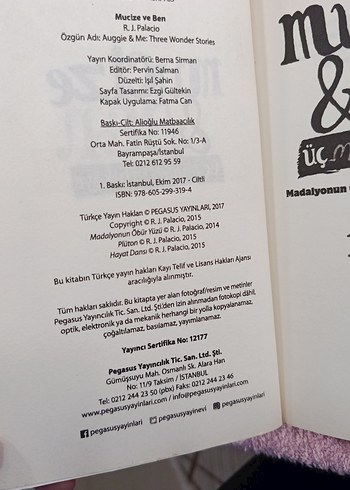 Mucize ve Ben
R. J. Palacio
Özgün Adı: Auggie & Me: Three Wonder Stories
Yayın Koordinatörü: Berna Sirman
Editör: Pervin Salman
Düzelti: Işıl Şahin
Sayfa Tasarımı: Ezgi Gültekin
Kapak Uygulama: Fatma Can
Baskı-Cilt: Alioğlu Matbaacılık
Sertifika No: 11946
Orta Mah. Fatin Rüştü Sok. No: 1/3-A
Bayrampaşa/İstanbul
Tel: 0212 612 95 59
1. Baskı: İstanbul, Ekim 2017 - Ciltli
ISBN: 978-605-299-319-4
Türkçe Yayın Hakları © PEGASUS YAYINLARI, 2017
Copyright © R. J. Palacio, 2015
Madalyonun Öbür Yüzü © R. J. Palacio, 2014
Plüton © R. J. Palacio, 2015
Hayat Dansı © R. J. Palacio, 2015
Bu kitabın Türkçe yayın hakları Kayı Telif ve Lisans Hakları Ajansı
aracılığıyla alınmıştır.
Tüm hakları saklıdır. Bu kitapta yer alan fotoğraf/resim ve metinler
Pegasus Yayıncılık Tic. San. Ltd. Şti'den izin alınmadan fotokopi dâhil,
optik, elektronik ya da mekanik herhangi bir yolla kopyalanamaz,
çoğaltılamaz, basılamaz, yayımlanamaz.
Yayıncı Sertifika No: 12177
Pegasus Yayıncılık Tic. San. Ltd. Şti.
Gümüşsuyu Mah. Osmanlı Sk. Alara Han
No: 11/9 Taksim / İSTANBUL
Tel: 0212 244 23 50 (pbx) Faks: 0212 244 23 46
www.pegasusyayinlari.com / info@pegasusyayinlari.com
pegasusyayinlari pegasusyayinevi pegasusyayinlari
&
ÜÇ
Madalyonun